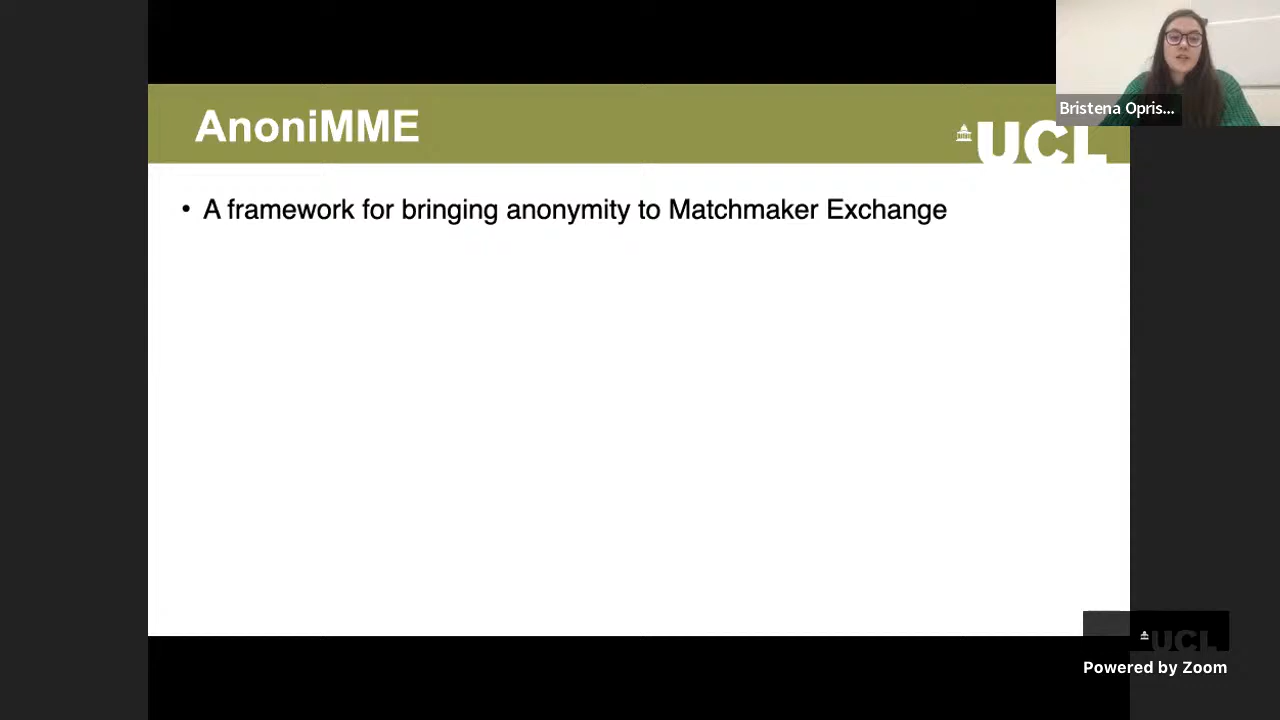 AnoniMME
UCL
Bristena Opris...
• A framework for bringing anonymity to Matchmaker Exchange
UCL
Powered by Zoom